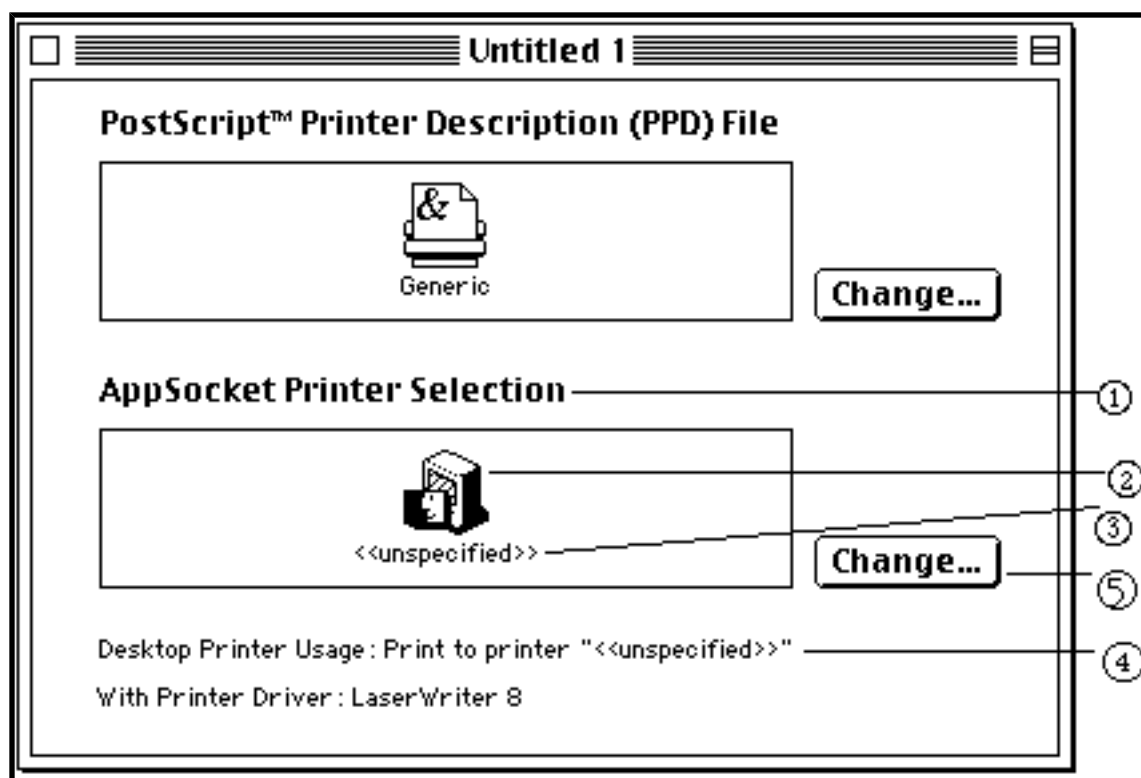 Untitled 1
PostScript™ Printer Description (PPD) File
&
Generic
Change...
AppSocket Printer Selection
1
2
<<unspecified>>
3
Change...
5
Desktop Printer Usage: Print to printer "<<unspecified>>"
4
With Printer Driver: LaserWriter 8